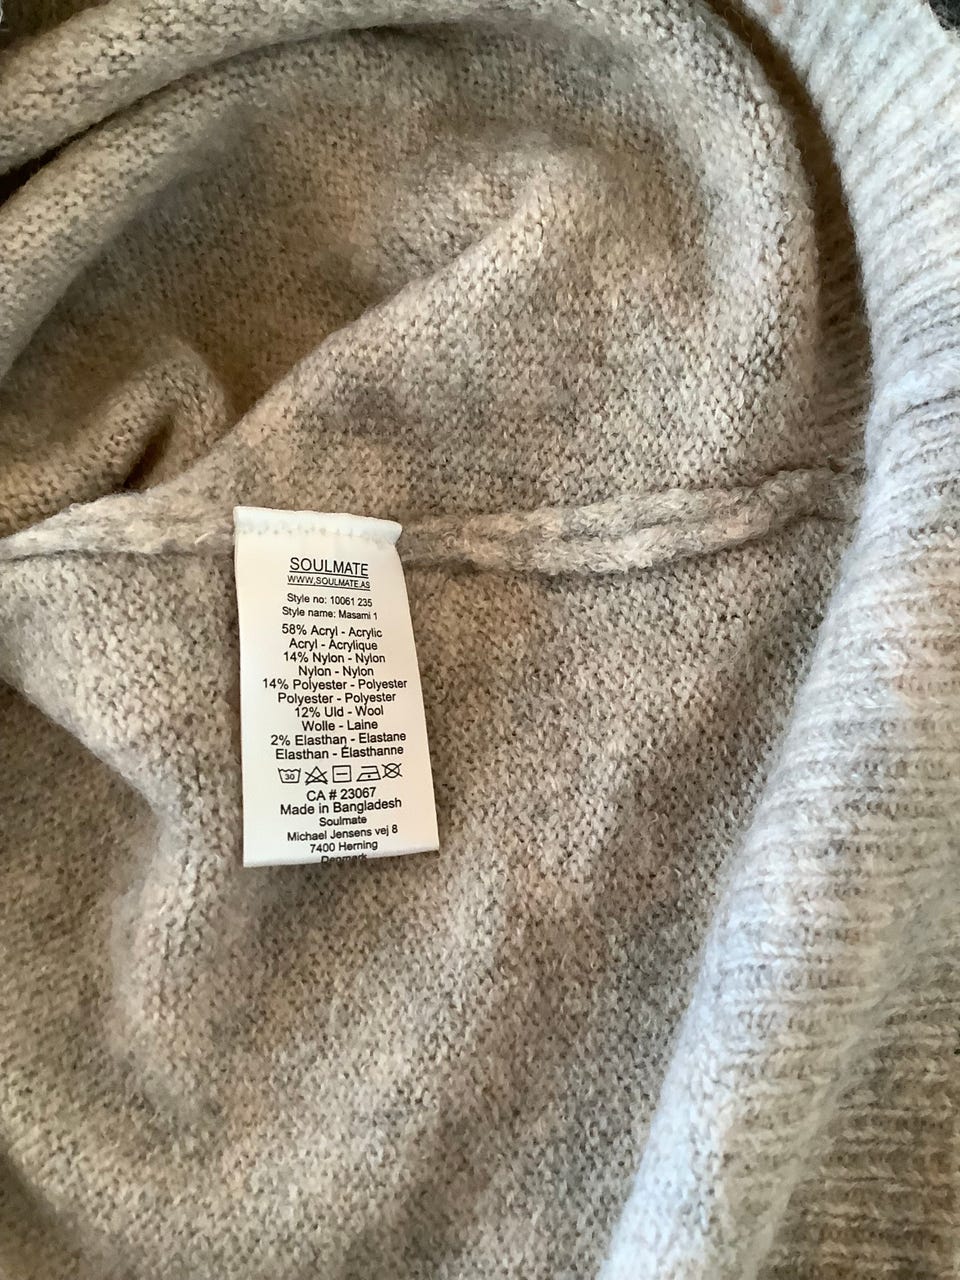 SOULMATE
WWW.SOULMATE.AS
Style no: 10061 235
Style name: Masami 1
58% Acryl - Acrylic
Acryl - Acrylique
14% Nylon - Nylon
Nylon - Nylon
14% Polyester - Polyester
Polyester - Polyester
12% Uld - Wool
Wolle - Laine
2% Elasthan - Elastane
Elasthan - Élasthanne
30
CA # 23067
Made in Bangladesh
Soulmate
Michael Jensens vej 8
7400 Herning
Denmark